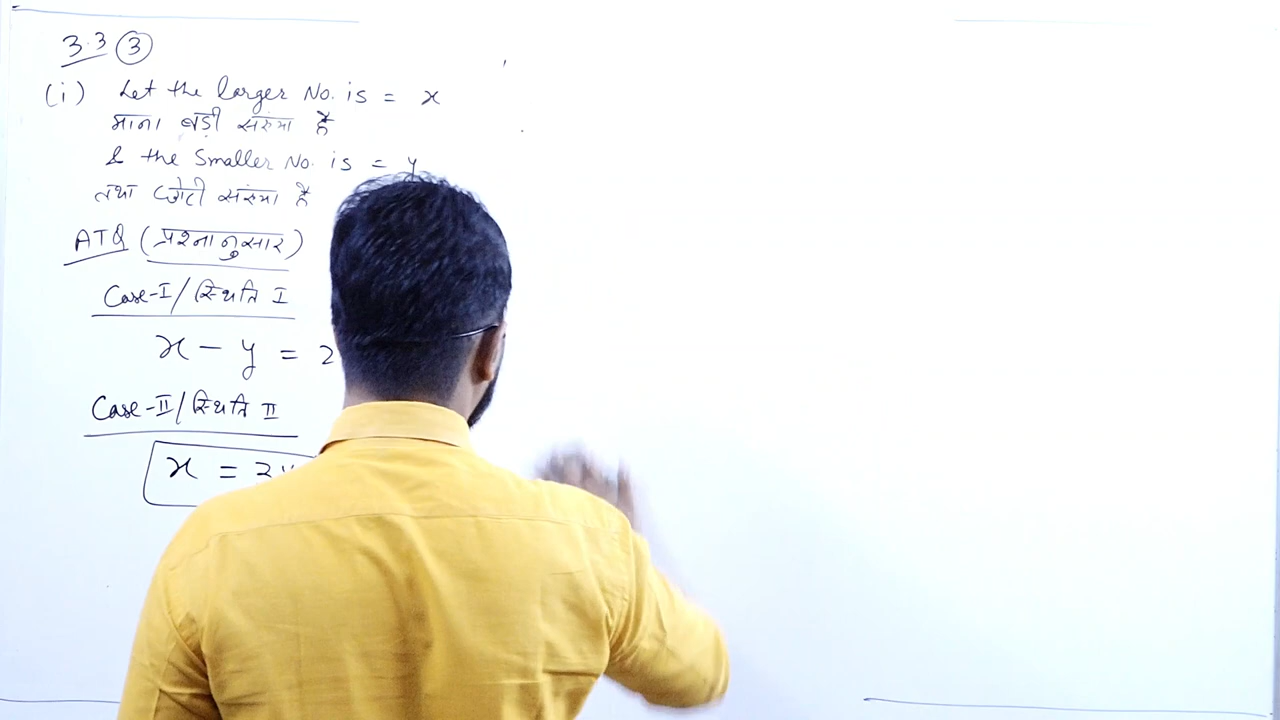 3.3 ③
(i) Let the larger No. is = x
माना बड़ी संख्या है
& the Smaller No. is = y
तथा छोटी संख्या है
ATQ (प्रश्नानुसार)
Case-I/स्थिति I
x - y = 2
Case-II/स्थिति II
x = 3y